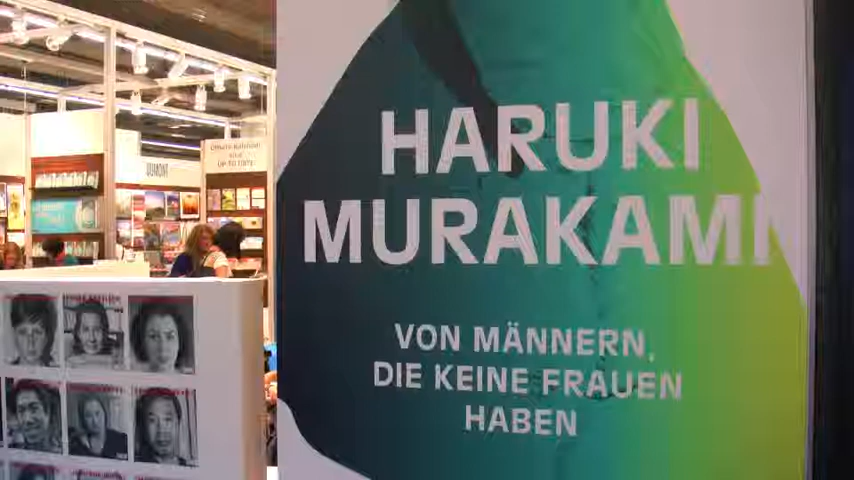 HARUKI
MURAKAMI
VON MÄNNERN,
DIE KEINE FRAUEN
HABEN
DUMONT